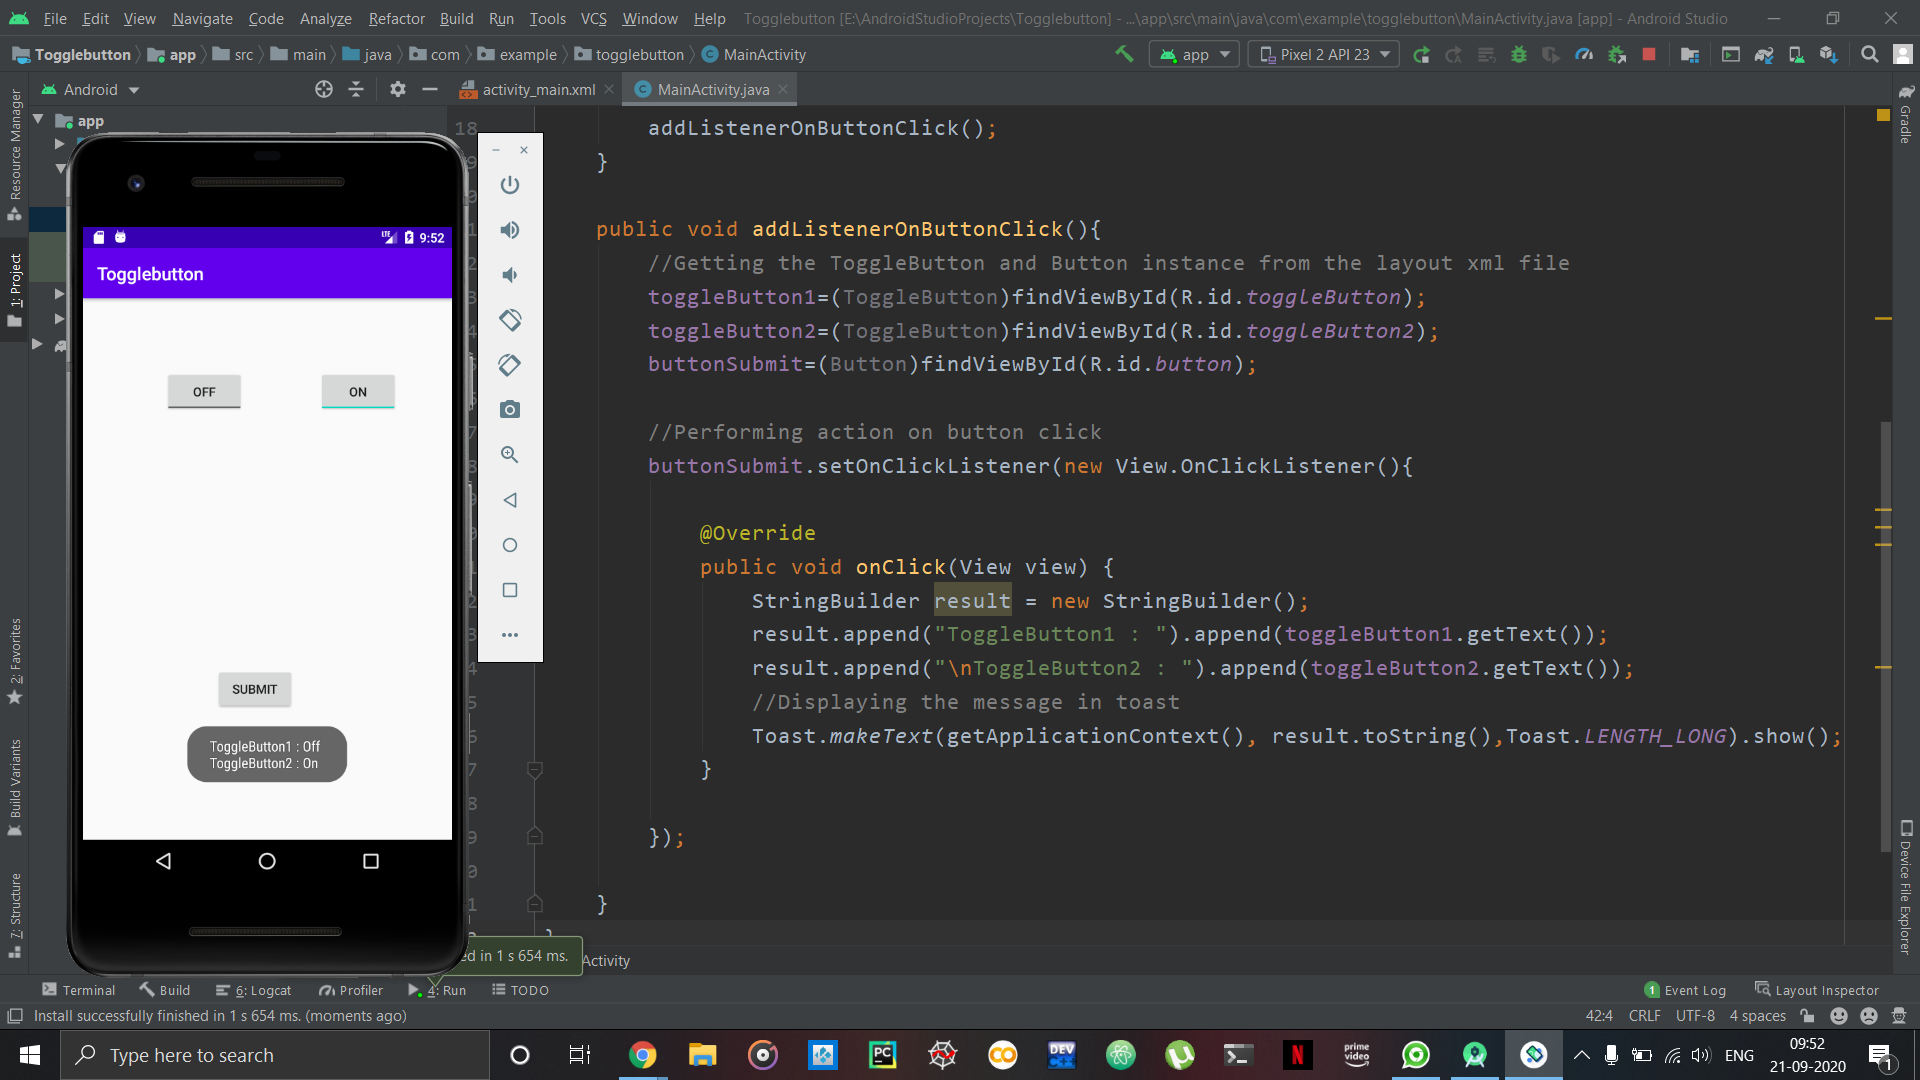 File Edit View Navigate Code Analyze Refactor Build Run Tools VCS Window Help Togglebutton [E:\AndroidStudioProjects\Togglebutton] - ...\app\src\main\java\com\example\togglebutton\MainActivity.java [app] - Android Studio
Togglebutton app src main java com example togglebutton MainActivity app Pixel 2 API 23
Android activity_main.xml MainActivity.java
app
Resource Manager
1: Project
2: Favorites
Build Variants
7: Structure
Gradle
Device File Explorer
LTE 9:52
Togglebutton
OFF ON
SUBMIT
ToggleButton1 : Off
ToggleButton2 : On
18 addListenerOnButtonClick();
}
public void addListenerOnButtonClick(){
//Getting the ToggleButton and Button instance from the layout xml file
toggleButton1=(ToggleButton)findViewById(R.id.toggleButton);
toggleButton2=(ToggleButton)findViewById(R.id.toggleButton2);
buttonSubmit=(Button)findViewById(R.id.button);
//Performing action on button click
buttonSubmit.setOnClickListener(new View.OnClickListener(){
@Override
public void onClick(View view) {
StringBuilder result = new StringBuilder();
result.append("ToggleButton1 : ").append(toggleButton1.getText());
result.append("\nToggleButton2 : ").append(toggleButton2.getText());
//Displaying the message in toast
Toast.makeText(getApplicationContext(), result.toString(),Toast.LENGTH_LONG).show();
}
});
}
ed in 1 s 654 ms. Activity
Terminal Build 6: Logcat Profiler 4: Run TODO 1 Event Log Layout Inspector
Install successfully finished in 1 s 654 ms. (moments ago) 42:4 CRLF UTF-8 4 spaces
Type here to search PC DEV C++ N prime video ENG 09:52
21-09-2020 1